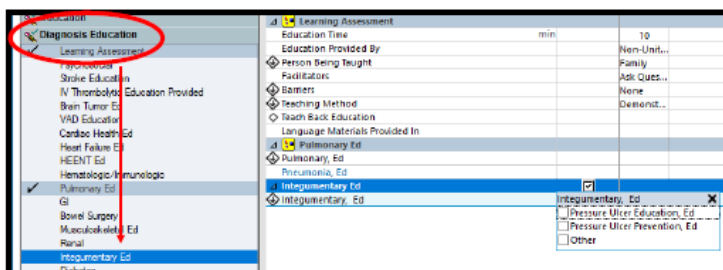 Education
Diagnosis Education
Learning Assessment
Psychosocial
Stroke Education
IV Thrombolytic Education Provided
Brain Tumor Ed
VAD Education
Cardiac Health Ed
Heart Failure Ed
HEENT Ed
Hematologic/Immunologic
Pulmonary Ed
GI
Bowel Surgery
Musculoskeletal Ed
Renal
Integumentary Ed
Diabetes
Learning Assessment
Education Time min 10
Education Provided By Non-Unit...
Person Being Taught Family
Facilitators Ask Ques...
Barriers None
Teaching Method Demonst...
Teach Back Education
Language Materials Provided In
Pulmonary Ed
Pulmonary, Ed
Pneumonia, Ed
Integumentary Ed
Integumentary, Ed
Integumentary, Ed X
Pressure Ulcer Education, Ed
Pressure Ulcer Prevention, Ed
Other